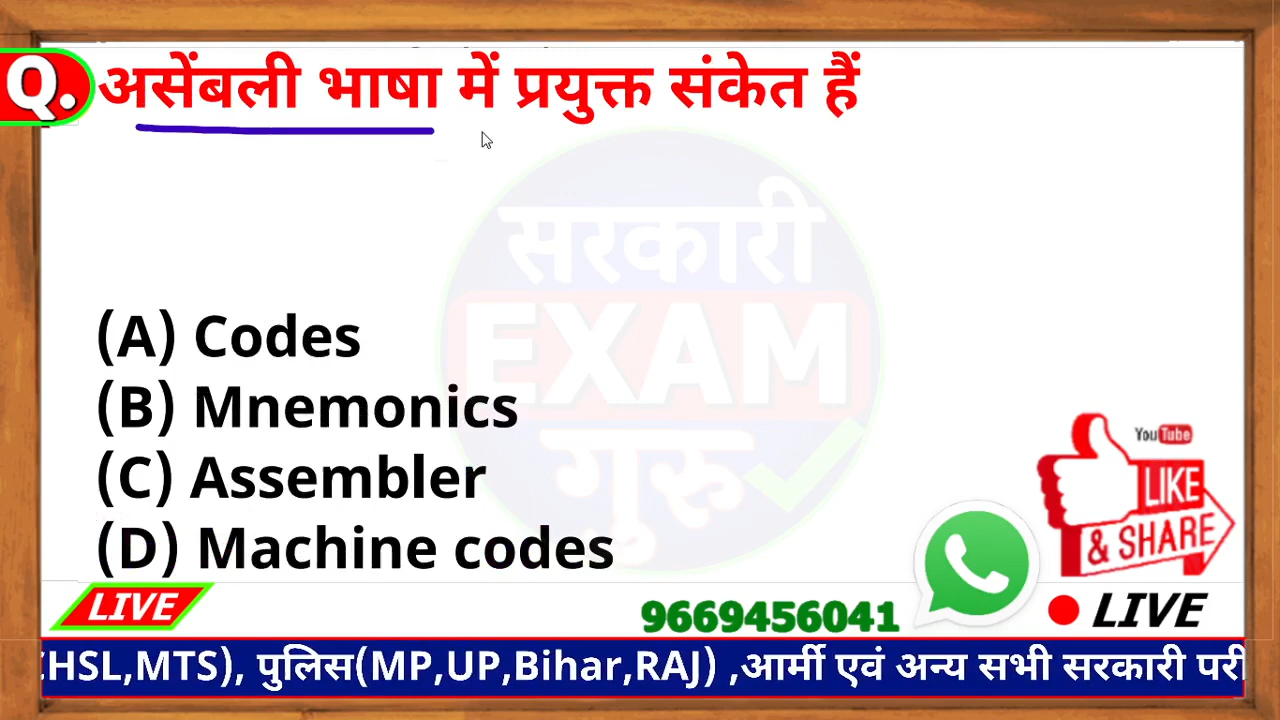 Q. असेंबली भाषा में प्रयुक्त संकेत हैं
सरकारी
EXAM
गुरु
(A) Codes
(B) Mnemonics
(C) Assembler
(D) Machine codes
YouTube
LIKE
& SHARE
LIVE
9669456041
LIVE
CHSL,MTS), पुलिस(MP,UP,Bihar,RAJ) ,आर्मी एवं अन्य सभी सरकारी परी